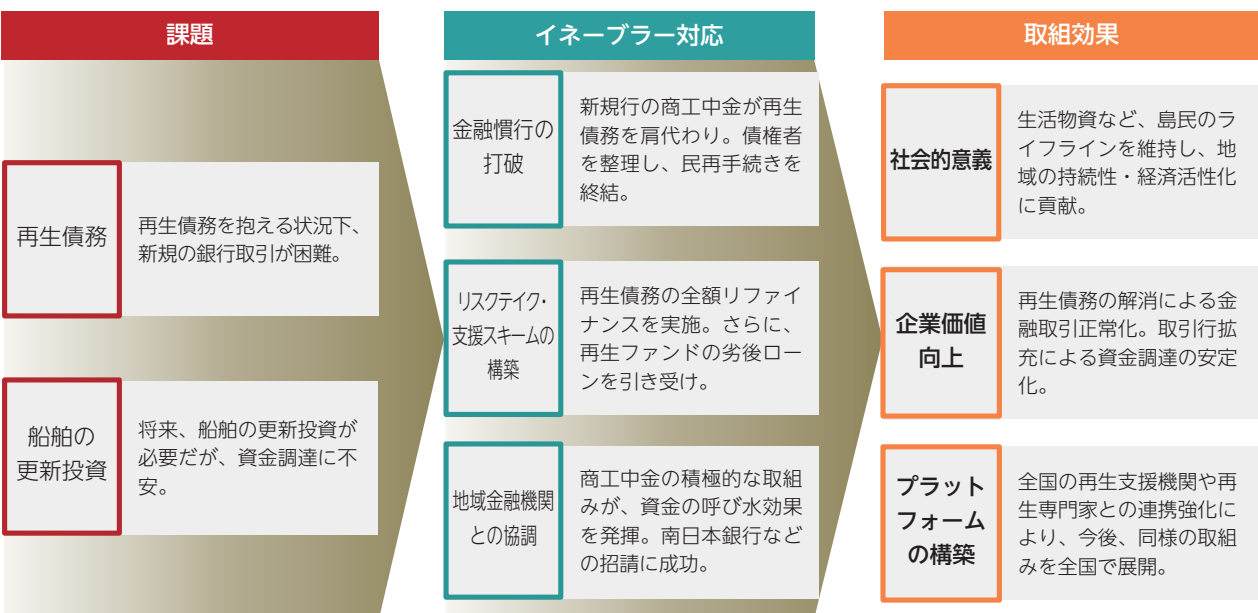 課題
再生債務
再生債務を抱える状況下、
新規の銀行取引が困難。
船舶の
更新投資
将来、船舶の更新投資が
必要だが、資金調達に不
安。
イネーブラー対応
金融慣行の
打破
新規行の商工中金が再生
債務を肩代わり。債権者
を整理し、民再手続きを
終結。
リスクテイク・
支援スキームの
構築
再生債務の全額リファイ
ナンスを実施。さらに、
再生ファンドの劣後ロー
ンを引き受け。
地域金融機関
との協調
商工中金の積極的な取組
みが、資金の呼び水効果
を発揮。南日本銀行など
の招請に成功。
取組効果
社会的意義
生活物資など、島民のラ
イフラインを維持し、地
域の持続性・経済活性化
に貢献。
企業価値
向上
再生債務の解消による金
融取引正常化。取引行拡
充による資金調達の安定
化。
プラット
フォーム
の構築
全国の再生支援機関や再
生専門家との連携強化に
より、今後、同様の取組
みを全国で展開。